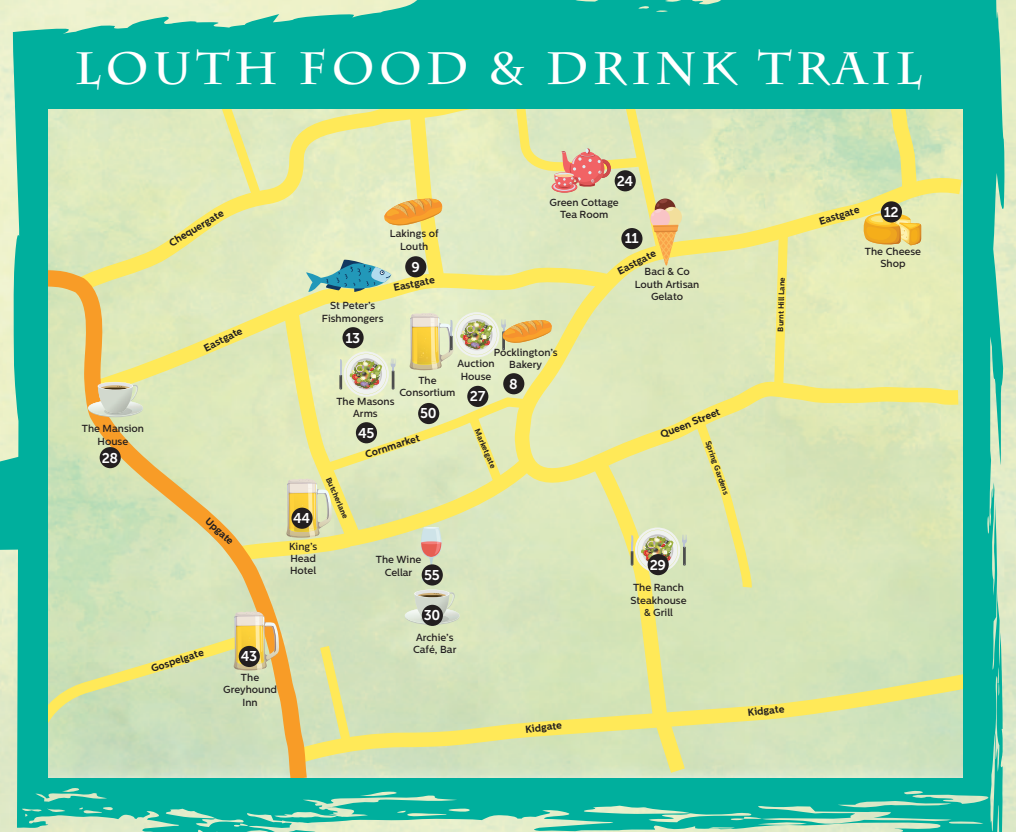 LOUTH FOOD & DRINK TRAIL
24
Green Cottage
Tea Room
Chequergate
Lakings of
Louth
9
11
Eastgate
12
The Cheese
Shop
Eastgate
Baci & Co
Louth Artisan
Gelato
Eastgate
St Peter's
Fishmongers
13
Burnt Hill Lane
Eastgate
Pocklington's
Bakery
8
Auction
House
27
The
Consortium
50
The Masons
Arms
45
The Mansion
House
28
Cornmarket
Marketgate
Queen Street
Spring Gardens
Butcherlane
Upgate
44
King's
Head
Hotel
The Wine
Cellar
55
30
Archie's
Café, Bar
29
The Ranch
Steakhouse
& Grill
Gospelgate
43
The
Greyhound
Inn
Kidgate
Kidgate